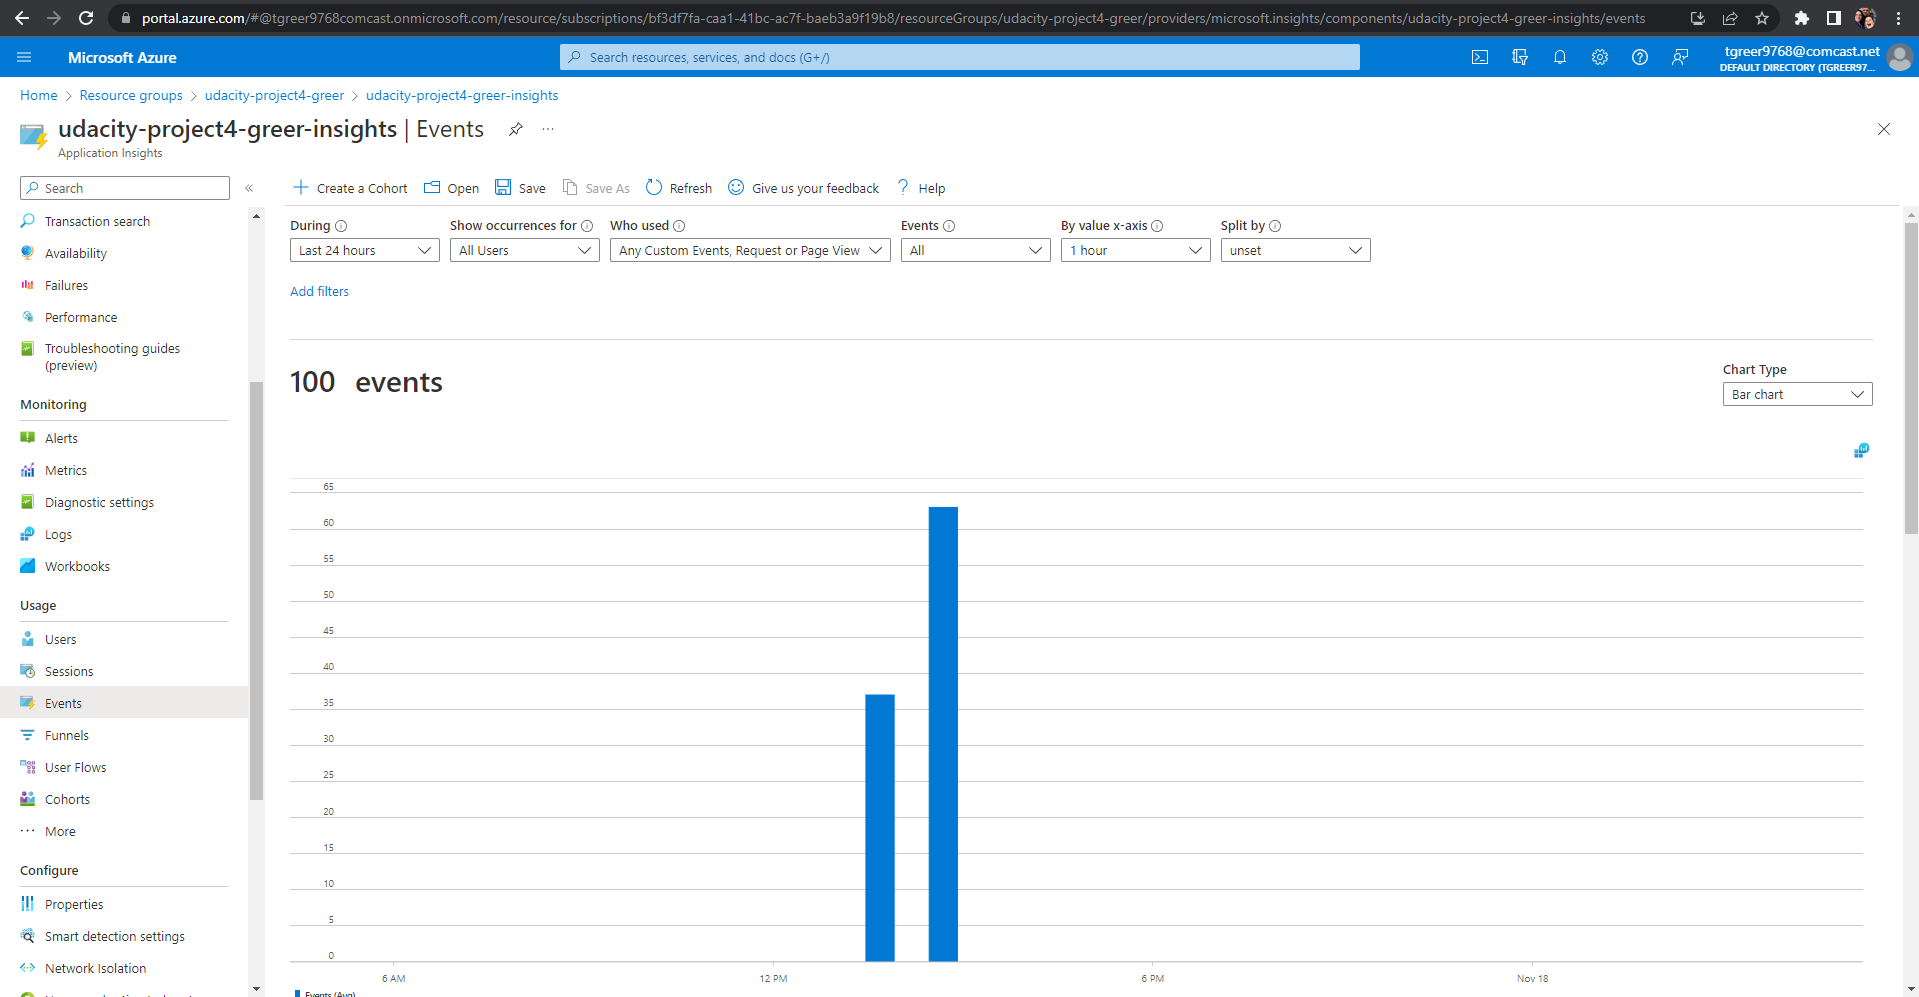 portal.azure.com/#@tgreer9768comcast.onmicrosoft.com/resource/subscriptions/bf3df7fa-caa1-41bc-ac7f-baeb3a9f19b8/resourceGroups/udacity-project4-greer/providers/microsoft.insights/components/udacity-project4-greer-insights/events
Microsoft Azure
Search resources, services, and docs (G+/)
tgreer9768@comcast.net
DEFAULT DIRECTORY (TGREER97...
Home > Resource groups > udacity-project4-greer > udacity-project4-greer-insights
udacity-project4-greer-insights | Events
Application Insights
Search
Create a Cohort Open Save Save As Refresh Give us your feedback Help
Transaction search
Availability
Failures
Performance
Troubleshooting guides
(preview)
Monitoring
Alerts
Metrics
Diagnostic settings
Logs
Workbooks
Usage
Users
Sessions
Events
Funnels
User Flows
Cohorts
More
Configure
Properties
Smart detection settings
Network Isolation
During Show occurrences for Who used Events By value x-axis Split by
Last 24 hours All Users Any Custom Events, Request or Page View All 1 hour unset
Add filters
100 events
Chart Type
Bar chart
65
60
55
50
45
40
35
30
25
20
15
10
5
0
6 AM 12 PM 6 PM Nov 18
Events (Avg)